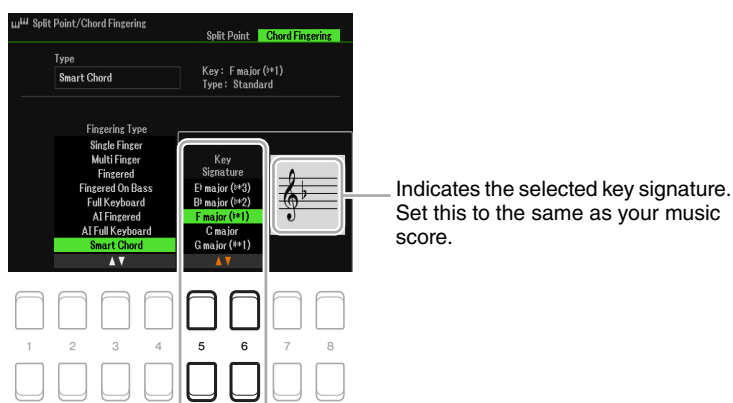 Split Point/Chord Fingering
Split Point Chord Fingering
Type
Smart Chord
Key: F major (♭*1)
Type: Standard
Fingering Type
Single Finger
Multi Finger
Fingered
Fingered On Bass
Full Keyboard
AI Fingered
AI Full Keyboard
Smart Chord
Key
Signature
E♭ major (♭*3)
B♭ major (♭*2)
F major (♭*1)
C major
G major (♯*1)
Indicates the selected key signature.
Set this to the same as your music
score.
1 2 3 4 5 6 7 8